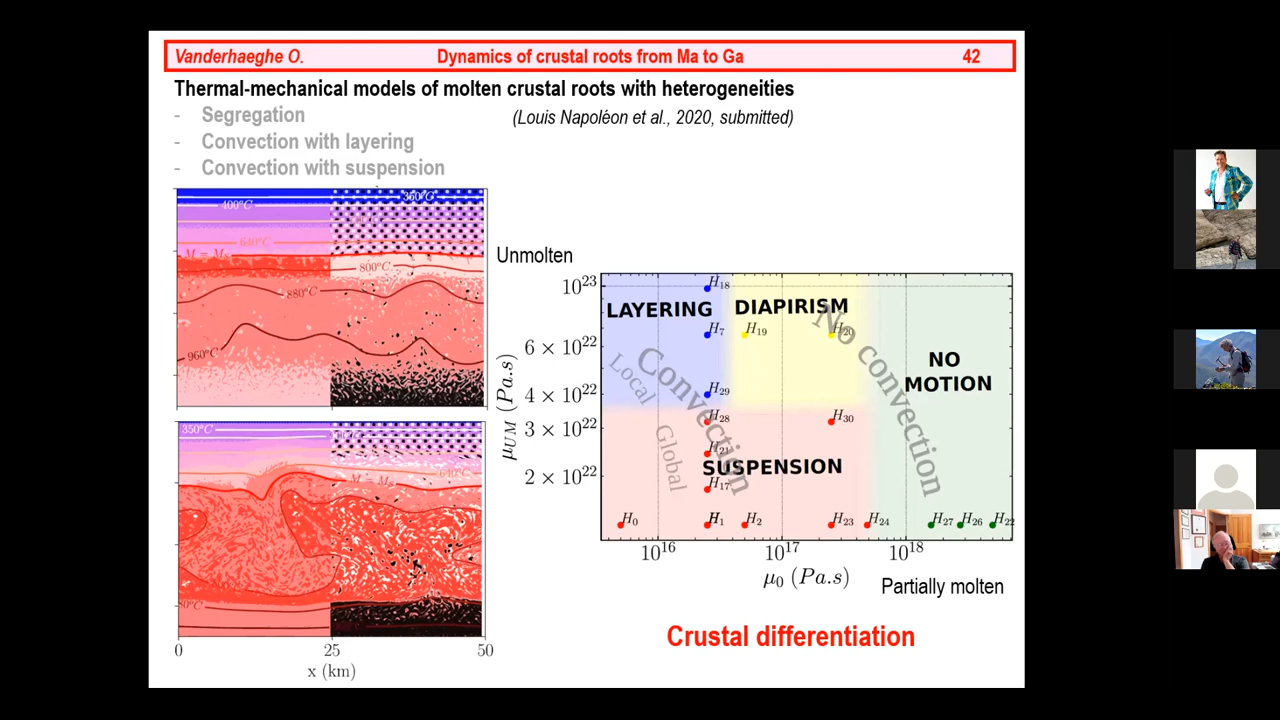 Vanderhaeghe O. Dynamics of crustal roots from Ma to Ga 42
Thermal-mechanical models of molten crustal roots with heterogeneities
- Segregation
(Louis Napoléon et al., 2020, submitted)
- Convection with layering
- Convection with suspension
400°C
350°C
640°C
800°C
880°C
960°C
350°C
640°C
0 25 50
x (km)
Unmolten
10²³
6 × 10²²
4 × 10²²
3 × 10²²
2 × 10²²
μUM (Pa.s)
LAYERING
DIAPIRISM
NO
MOTION
SUSPENSION
Local
Convection
Global
No convection
H18
H7
H19
H20
H29
H28
H30
H21
H17
H0
H1
H2
H23
H24
H27
H26
H22
10¹⁶ 10¹⁷ 10¹⁸
μ0 (Pa.s)
Partially molten
Crustal differentiation